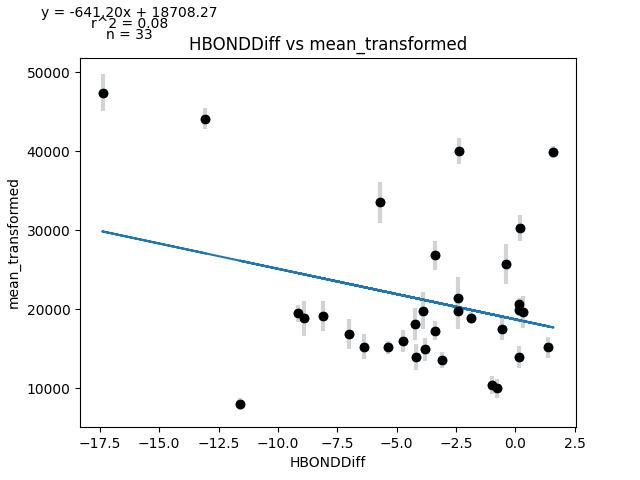 y = -641.20x + 18708.27
r^2 = 0.08
n = 33
HBONDDiff vs mean_transformed
50000
40000
30000
20000
10000
mean_transformed
−17.5 −15.0 −12.5 −10.0 −7.5 −5.0 −2.5 0.0 2.5
HBONDDiff